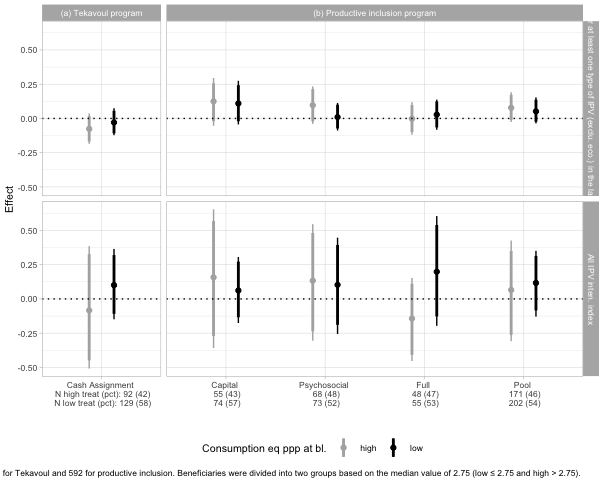 (a) Tekavoul program
(b) Productive inclusion program
0.50
0.25
0.00
-0.25
-0.50
at least one type of IPV (exclu. eco.) in the la
Effect
0.50
0.25
0.00
-0.25
-0.50
All IPV inten. index
Cash Assignment
N high treat (pct): 92 (42)
N low treat (pct): 129 (58)
Capital
55 (43)
74 (57)
Psychosocial
68 (48)
73 (52)
Full
48 (47)
55 (53)
Pool
171 (46)
202 (54)
Consumption eq ppp at bl. high low
for Tekavoul and 592 for productive inclusion. Beneficiaries were divided into two groups based on the median value of 2.75 (low ≤ 2.75 and high > 2.75).